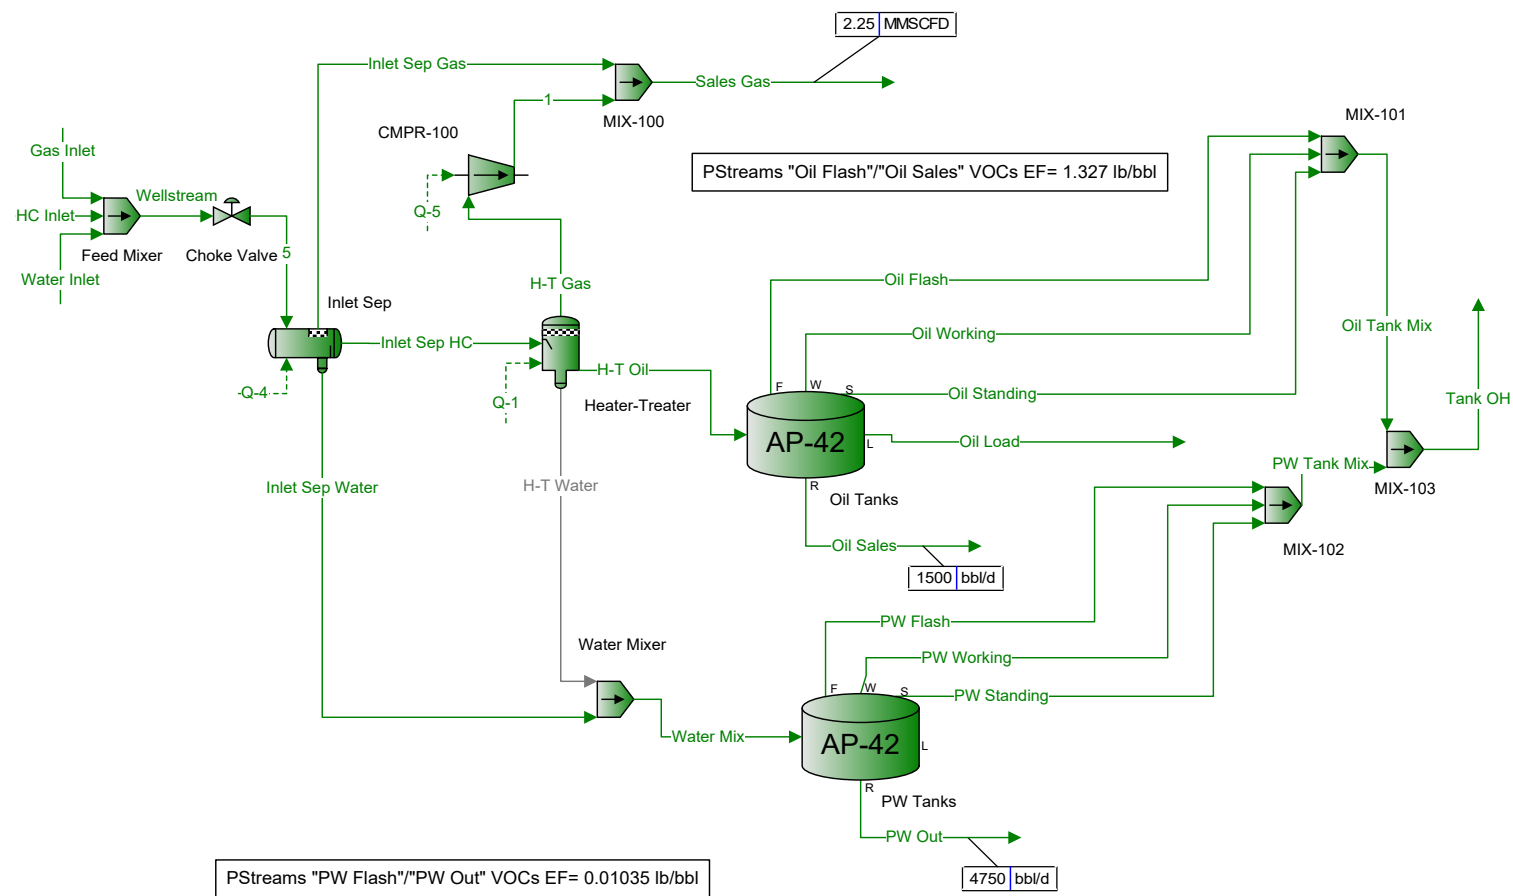 2.25 MMSCFD
Inlet Sep Gas
Sales Gas
1
MIX-100
CMPR-100
MIX-101
Gas Inlet
PStreams "Oil Flash"/"Oil Sales" VOCs EF= 1.327 lb/bbl
Wellstream
HC Inlet
Q-5
Feed Mixer
Choke Valve
5
Water Inlet
H-T Gas
Oil Flash
Inlet Sep
Oil Working
Oil Tank Mix
Inlet Sep HC
H-T Oil
Q-4
Q-1
Heater-Treater
F
W
S
Oil Standing
Tank OH
AP-42
L
Oil Load
PW Tank Mix
Inlet Sep Water
H-T Water
R
Oil Tanks
MIX-103
Oil Sales
MIX-102
1500 bbl/d
PW Flash
Water Mixer
PW Working
F
W
S
PW Standing
Water Mix
AP-42
L
R
PW Tanks
PW Out
PStreams "PW Flash"/"PW Out" VOCs EF= 0.01035 lb/bbl
4750 bbl/d